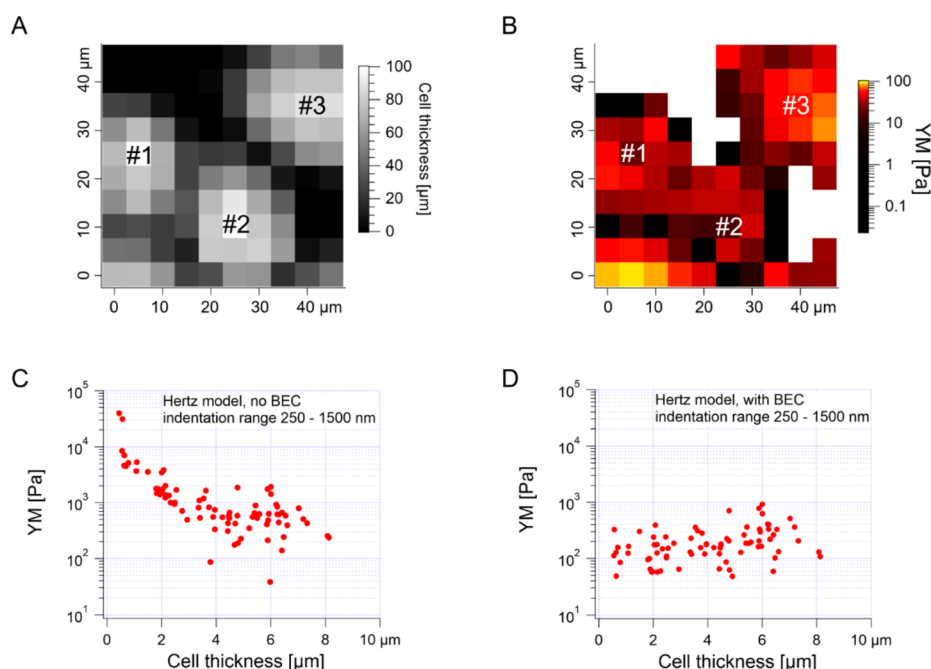 A
40 µm
30
20
10
0
0
10
20
30
40 µm
#1
#2
#3
100
80
60
40
20
0
Cell thickness [µm]
B
40 µm
30
20
10
0
0
10
20
30
40 µm
#1
#2
#3
100
10
1
0.1
YM [Pa]
C
Hertz model, no BEC
indentation range 250 - 1500 nm
10⁵
10⁴
10³
10²
10¹
YM [Pa]
0
2
4
6
8
10 µm
Cell thickness [µm]
D
Hertz model, with BEC
indentation range 250 - 1500 nm
10⁵
10⁴
10³
10²
10¹
YM [Pa]
0
2
4
6
8
10 µm
Cell thickness [µm]